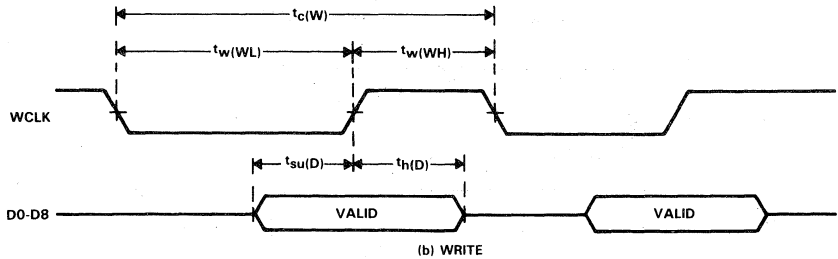 tc(W)
tw(WL) tw(WH)
WCLK
tsu(D) th(D)
D0-D8 VALID VALID
(b) WRITE